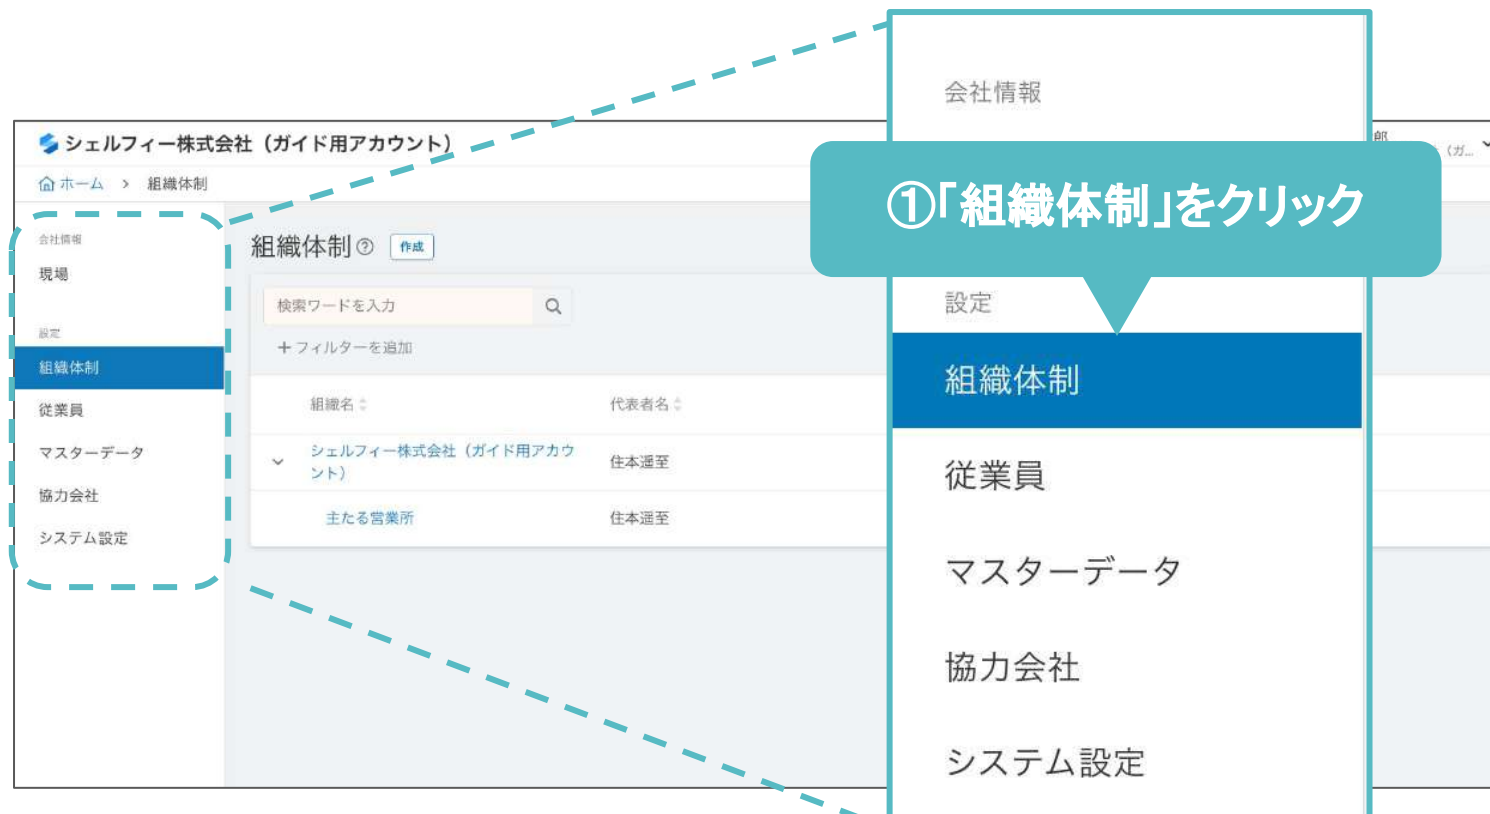 シェルフィー株式会社（ガイド用アカウント）
ホーム > 組織体制
会社情報
現場
設定
組織体制
従業員
マスターデータ
協力会社
システム設定
組織体制 ? 作成
検索ワードを入力
+フィルターを追加
組織名 代表者名
シェルフィー株式会社（ガイド用アカウ
ント）
住本遥至
主たる営業所 住本遥至
会社情報
①「組織体制」をクリック
設定
組織体制
従業員
マスターデータ
協力会社
システム設定
郎
（ガ...